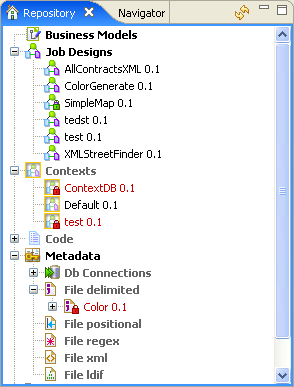 Repository Navigator
Business Models
Job Designs
AllContractsXML 0.1
ColorGenerate 0.1
SimpleMap 0.1
tedst 0.1
test 0.1
XMLStreetFinder 0.1
Contexts
ContextDB 0.1
Default 0.1
test 0.1
Code
Metadata
Db Connections
File delimited
Color 0.1
File positional
File regex
File xml
File ldif